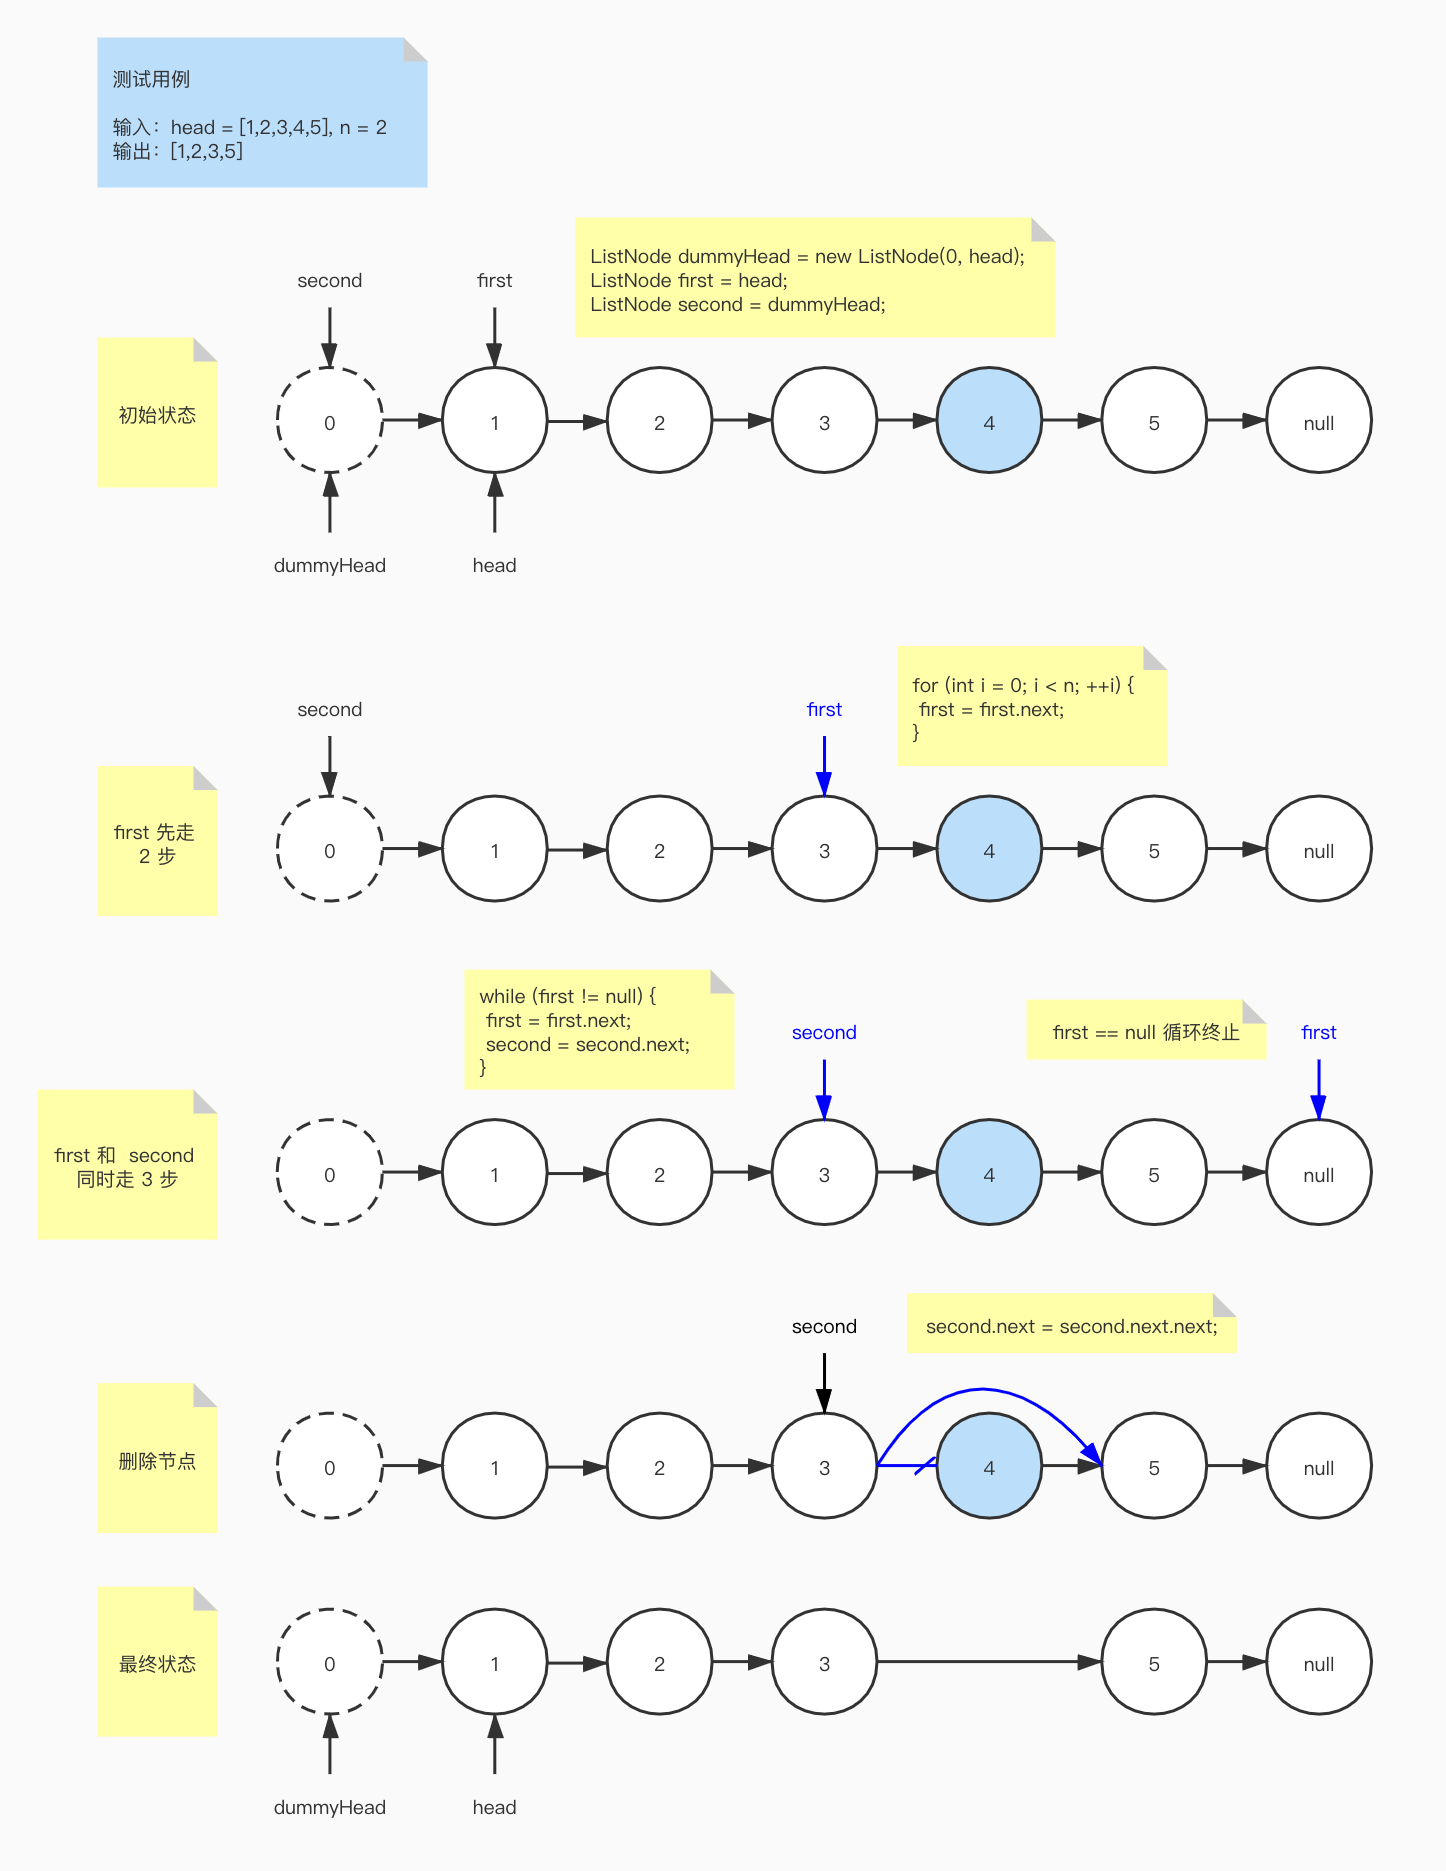 测试用例
输入：head = [1,2,3,4,5], n = 2
输出：[1,2,3,5]
ListNode dummyHead = new ListNode(0, head);
ListNode first = head;
ListNode second = dummyHead;
second
first
初始状态
0
1
2
3
4
5
null
dummyHead
head
for (int i = 0; i < n; ++i) {
first = first.next;
}
second
first
first 先走
2 步
0
1
2
3
4
5
null
while (first != null) {
first = first.next;
second = second.next;
}
second
first == null 循环终止
first
first 和 second
同时走 3 步
0
1
2
3
4
5
null
second
second.next = second.next.next;
删除节点
0
1
2
3
4
5
null
最终状态
0
1
2
3
5
null
dummyHead
head